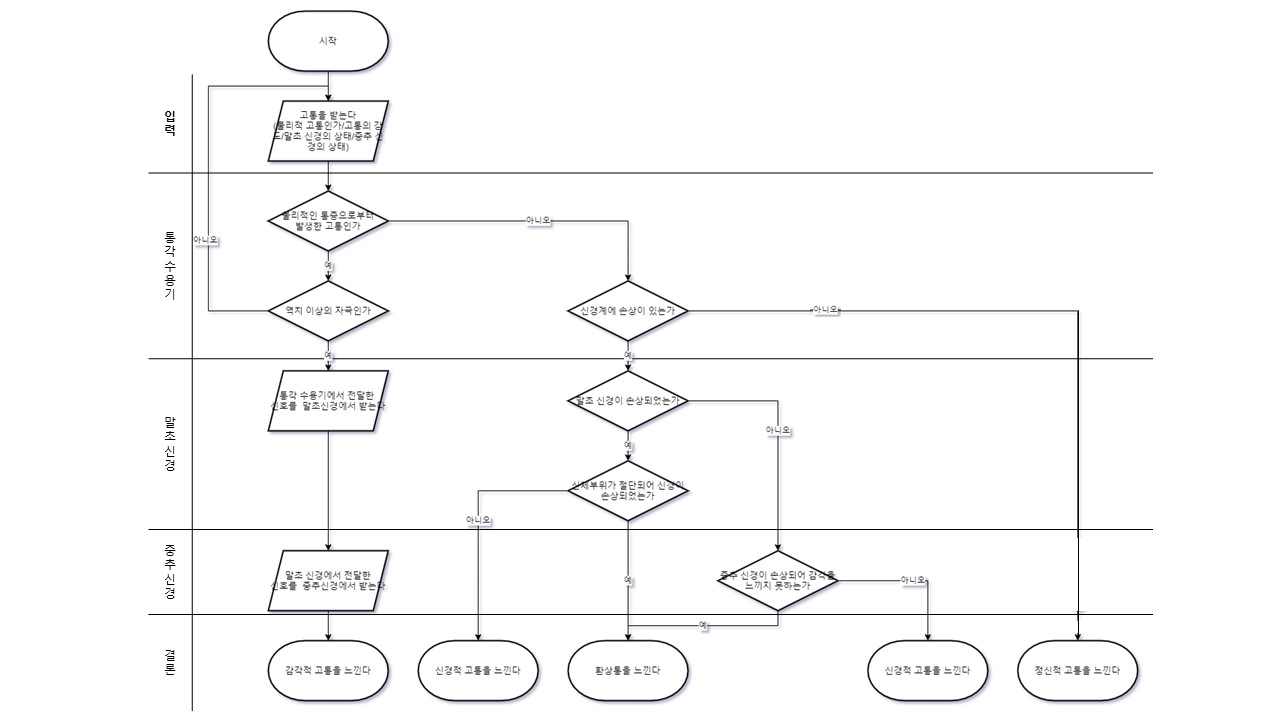 시작
입
력
고통을 받는다
(물리적 고통인가/고통의 강
도/말초 신경의 상태/중추 신
경의 상태)
통
각
수
용
기
물리적인 통증으로부터
발생한 고통인가
아니오
아니오
예
역치 이상의 자극인가
신경계에 손상이 있는가
아니오
예
예
말
초
신
경
통각 수용기에서 전달한
신호를 말초신경에서 받는다
말초 신경이 손상되었는가
아니오
예
신체부위가 절단되어 신경이
손상되었는가
아니오
중
추
신
경
말초 신경에서 전달한
신호를 중추신경에서 받는다
예
중추 신경이 손상되어 감각을
느끼지 못하는가
아니오
예
결
론
감각적 고통을 느낀다
신경적 고통을 느낀다
환상통을 느낀다
신경적 고통을 느낀다
정신적 고통을 느낀다